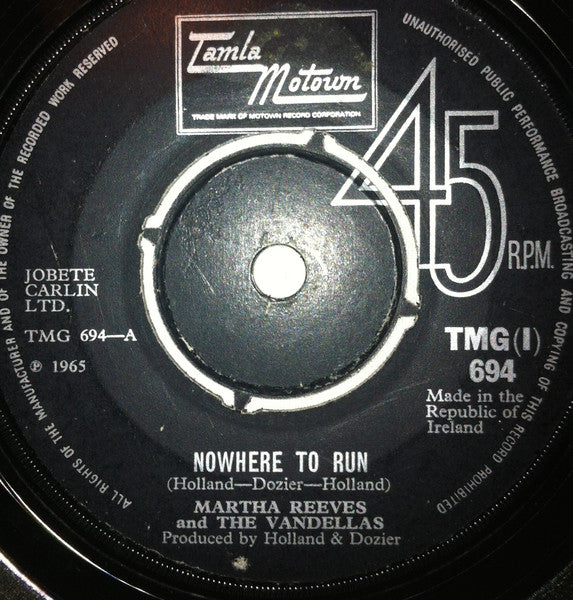 Tamla
Motown
TRADE MARK OF MOTOWN RECORD CORPORATION
ALL RIGHTS OF THE MANUFACTURER AND OF THE OWNER OF THE RECORDED WORK RESERVED
UNAUTHORISED PUBLIC PERFORMANCE BROADCASTING AND COPYING OF THIS RECORD PROHIBITED
45
R.P.M.
JOBETE
CARLIN
LTD.
TMG 694—A
℗ 1965
TMG(I)
694
Made in the
Republic of
Ireland
NOWHERE TO RUN
(Holland—Dozier—Holland)
MARTHA REEVES
and THE VANDELLAS
Produced by Holland & Dozier